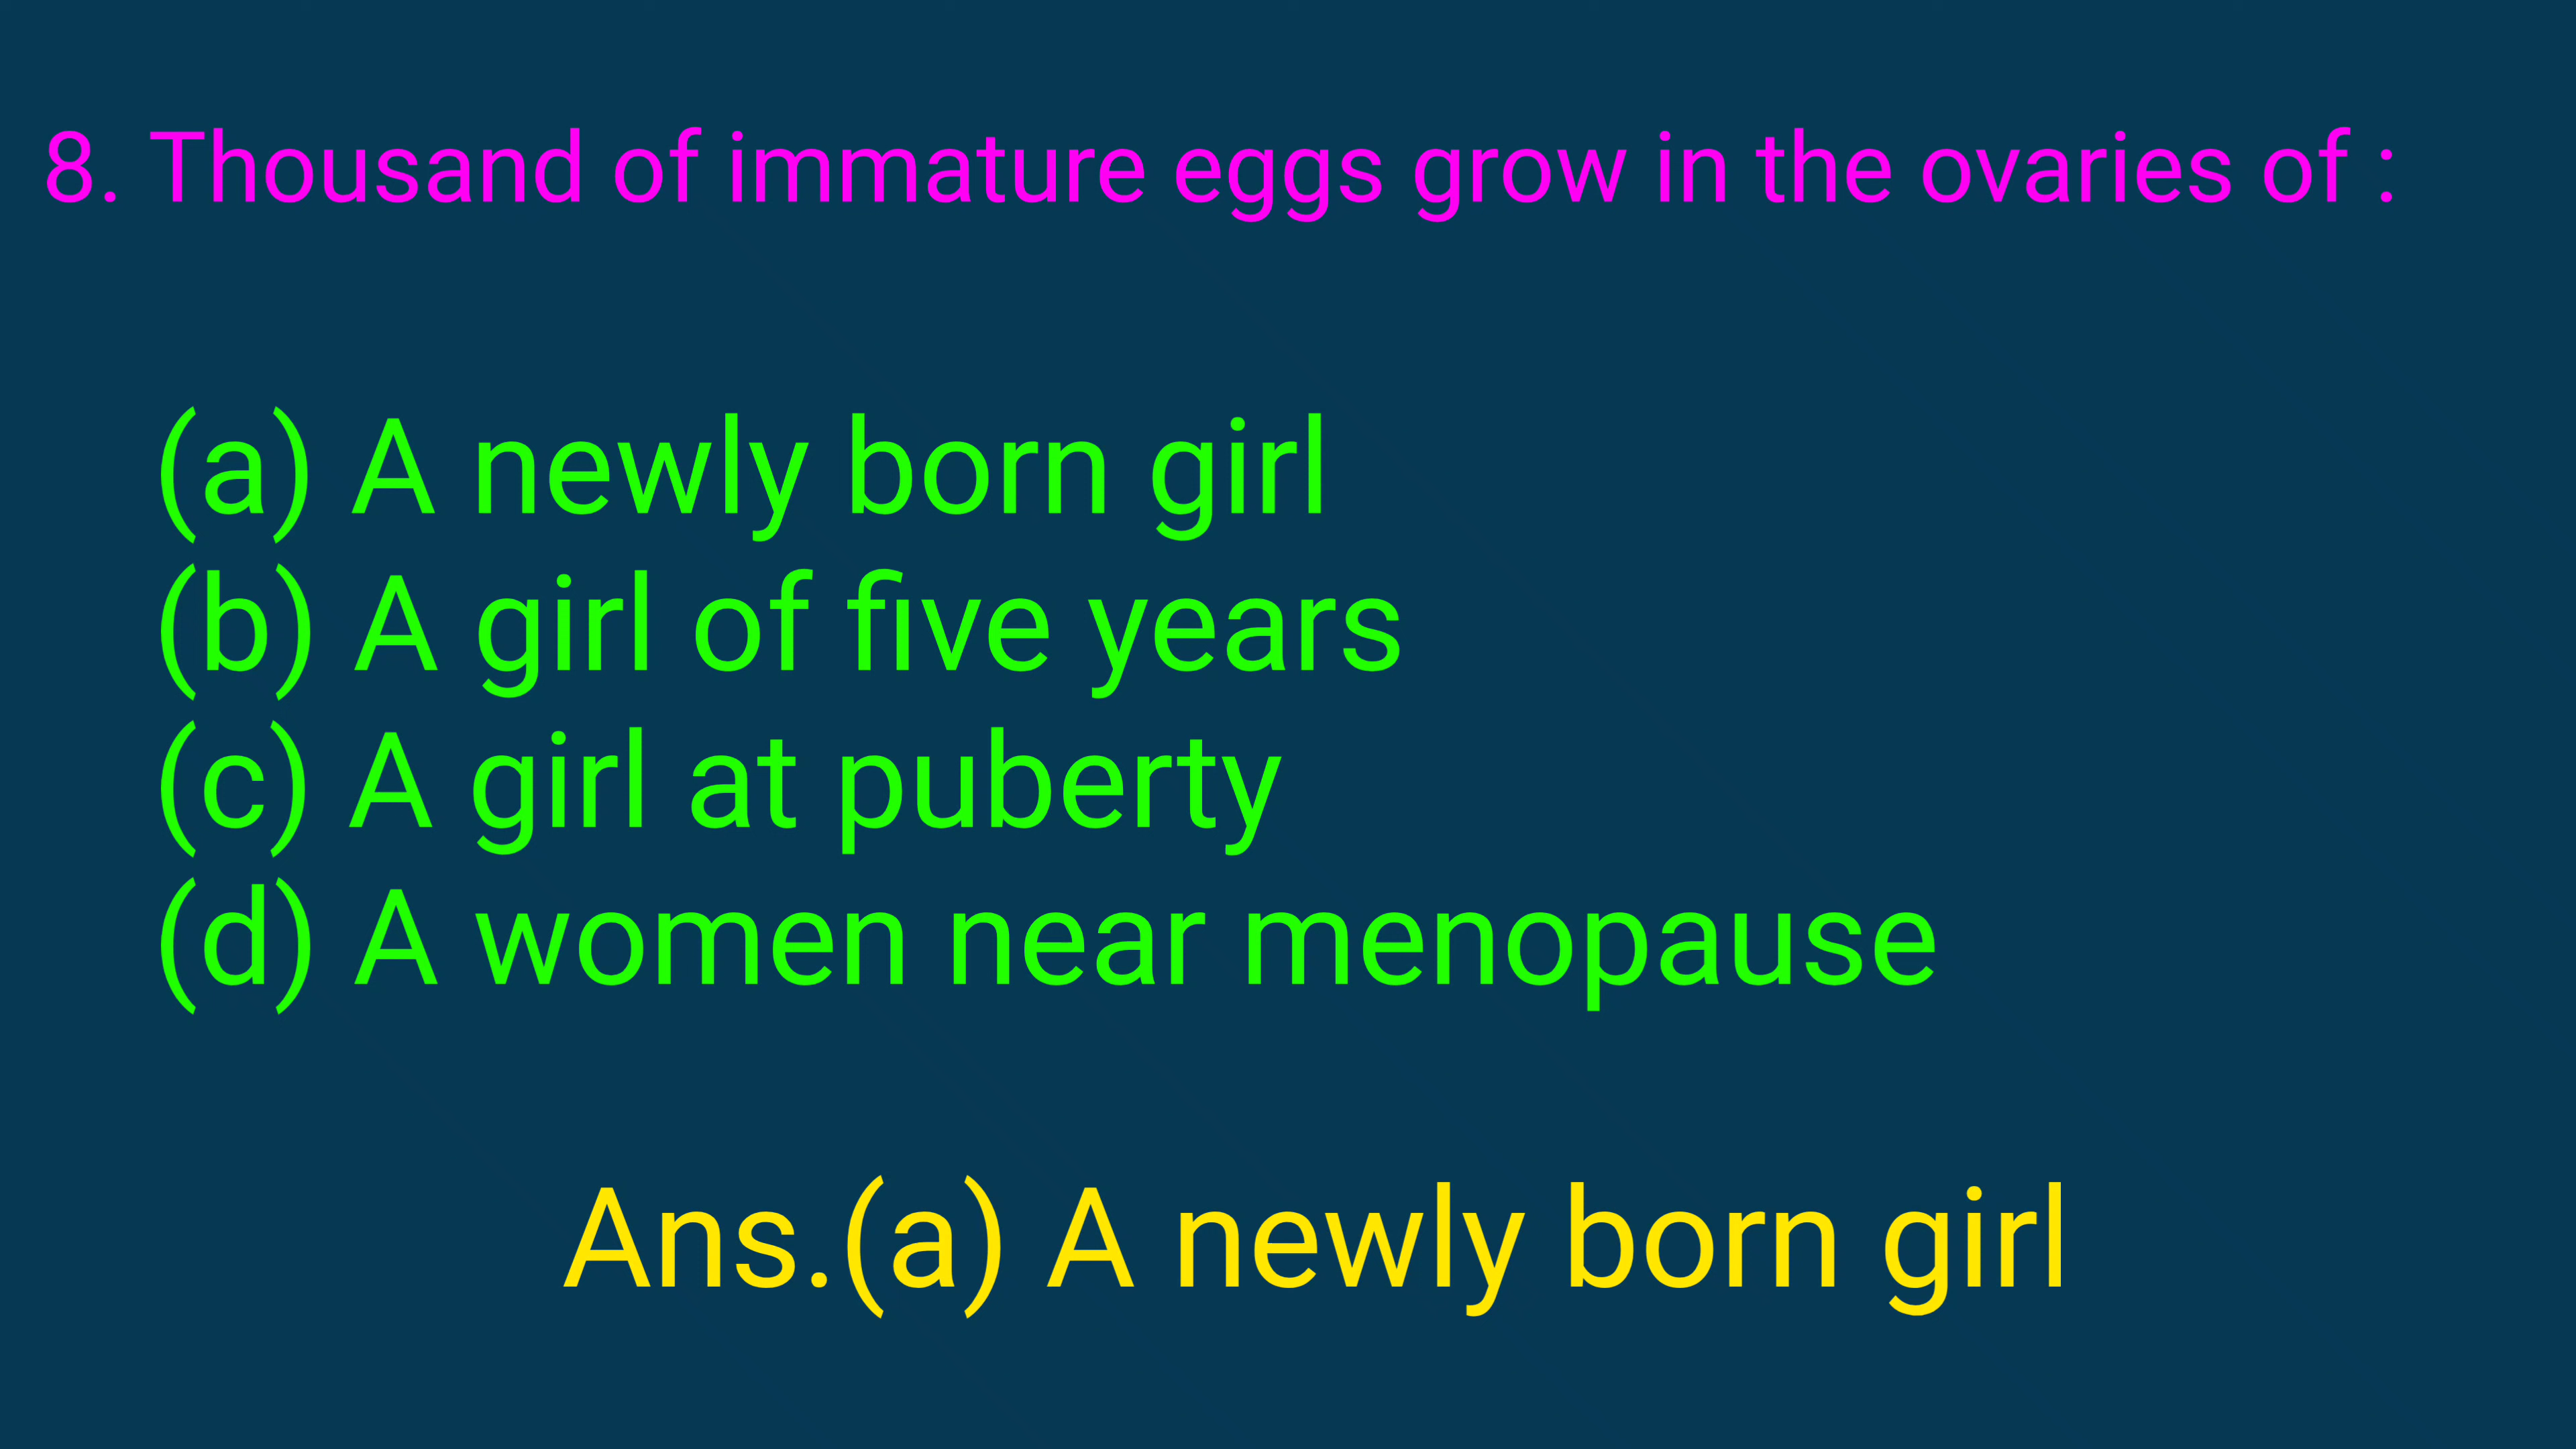 8. Thousand of immature eggs grow in the ovaries of :
(a) A newly born girl
(b) A girl of five years
(c) A girl at puberty
(d) A women near menopause
Ans.(a) A newly born girl